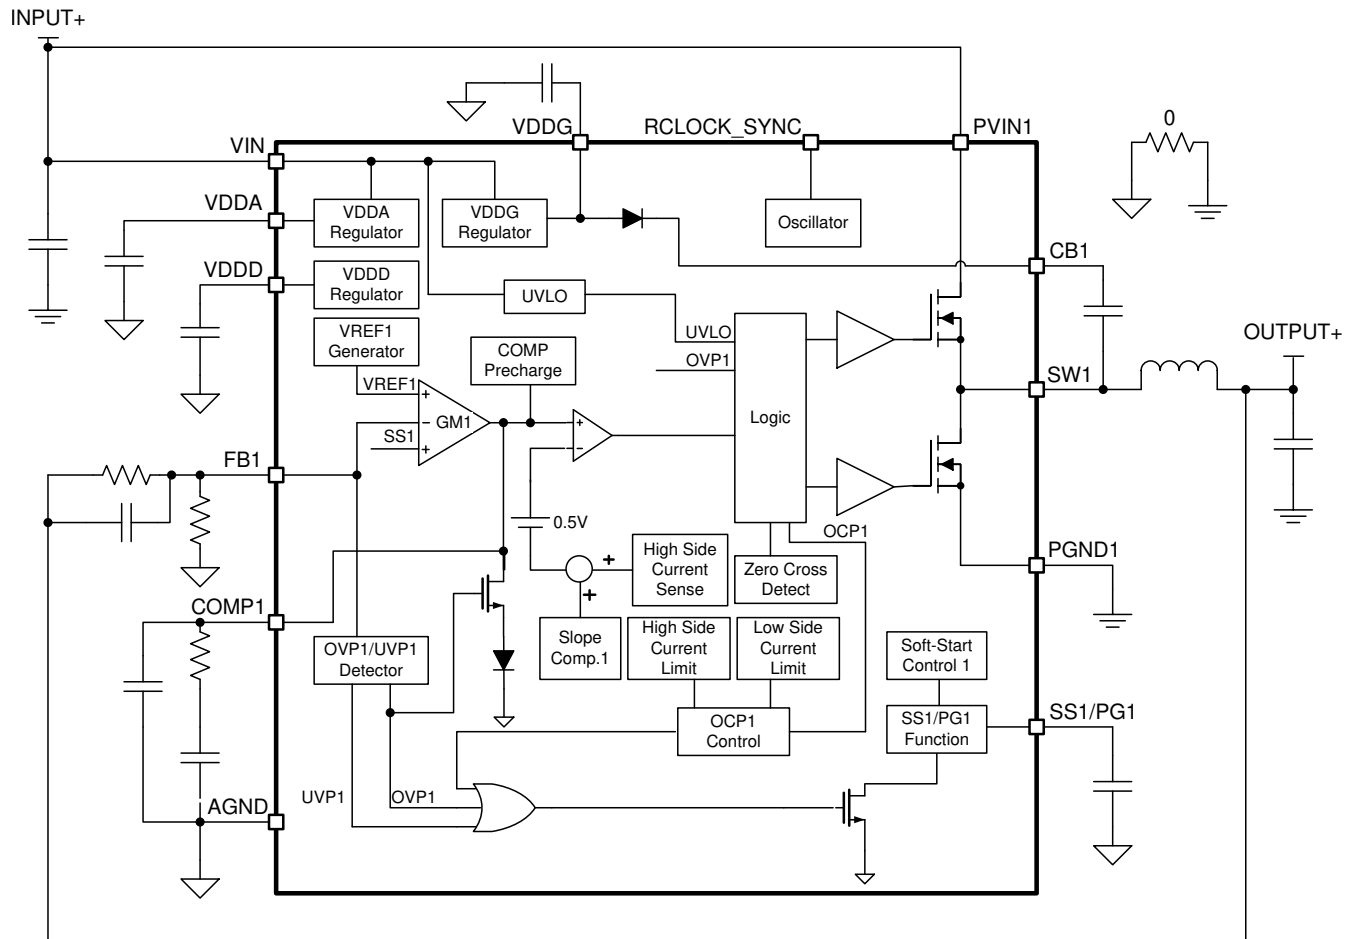 INPUT+
0
VDDG
RCLOCK_SYNC
PVIN1
VIN
VDDA
VDDA
Regulator
VDDG
Regulator
Oscillator
CB1
VDDD
VDDD
Regulator
UVLO
VREF1
Generator
UVLO
OUTPUT+
COMP
Precharge
OVP1
VREF1
SW1
+
−
GM1
SS1
+
+
−
Logic
FB1
0.5V
OCP1
High Side
Current
Sense
+
+
Zero Cross
Detect
PGND1
COMP1
Slope
Comp.1
High Side
Current
Limit
Low Side
Current
Limit
Soft-Start
Control 1
OVP1/UVP1
Detector
OCP1
Control
SS1/PG1
Function
SS1/PG1
UVP1
OVP1
AGND